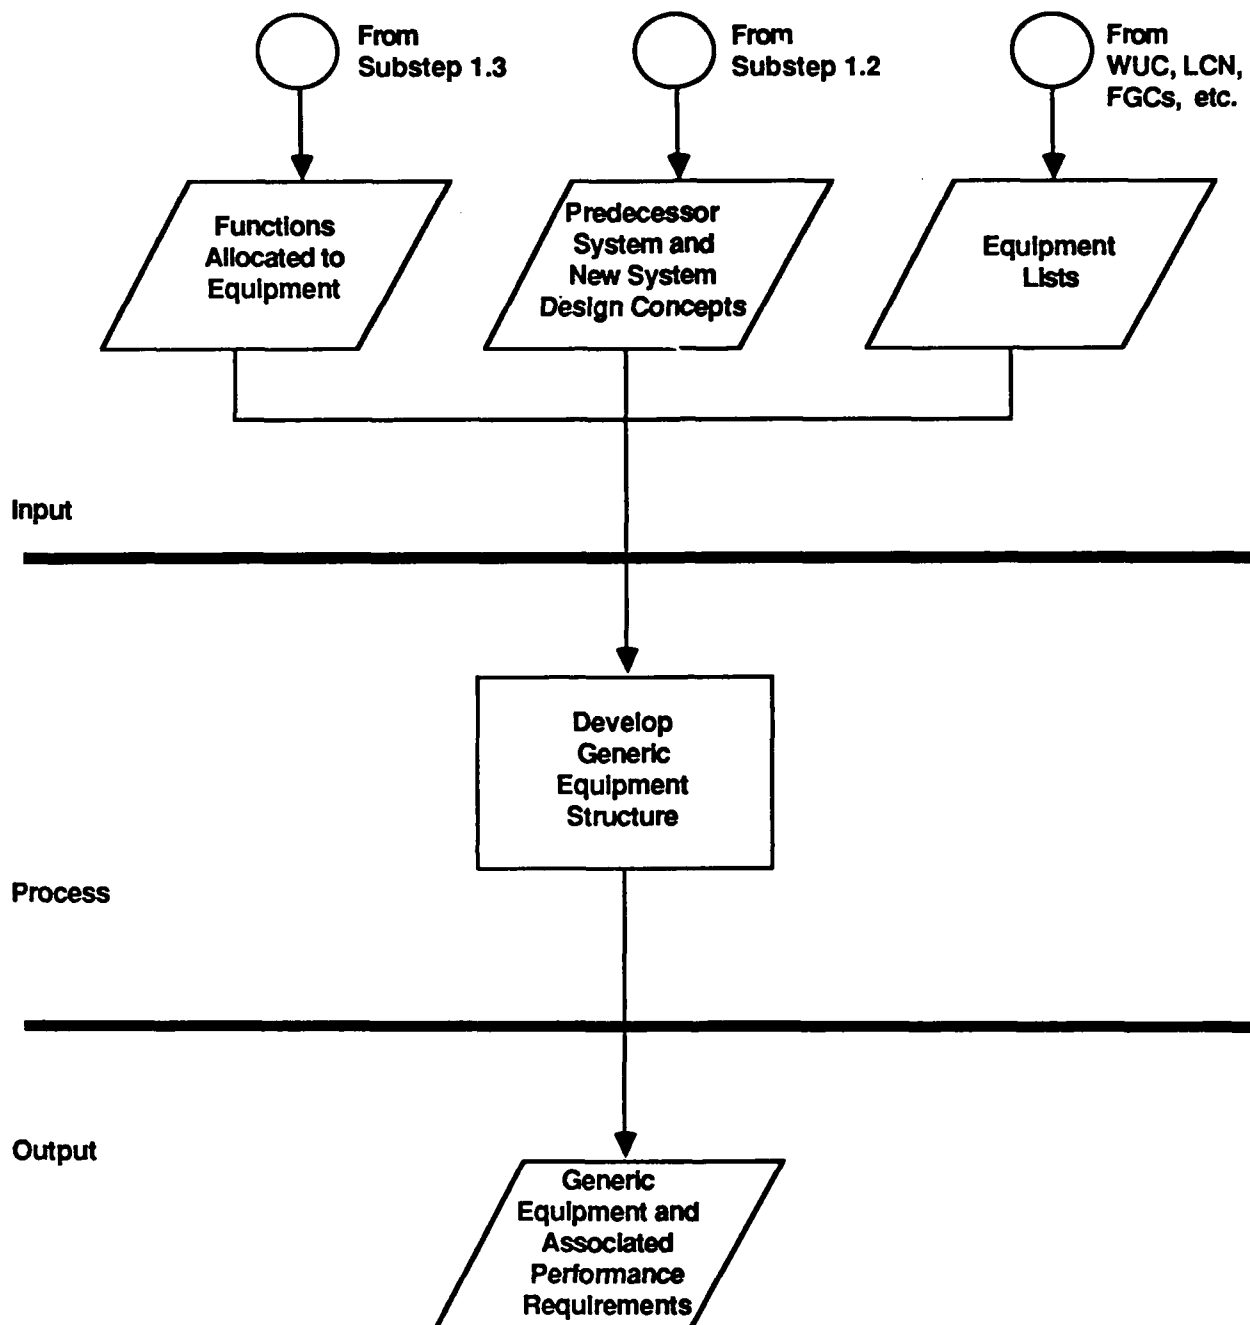 From
Substep 1.3
From
Substep 1.2
From
WUC, LCN,
FGCs, etc.
Functions
Allocated to
Equipment
Predecessor
System and
New System
Design Concepts
Equipment
Lists
Input
Develop
Generic
Equipment
Structure
Process
Output
Generic
Equipment and
Associated
Performance
Requirements